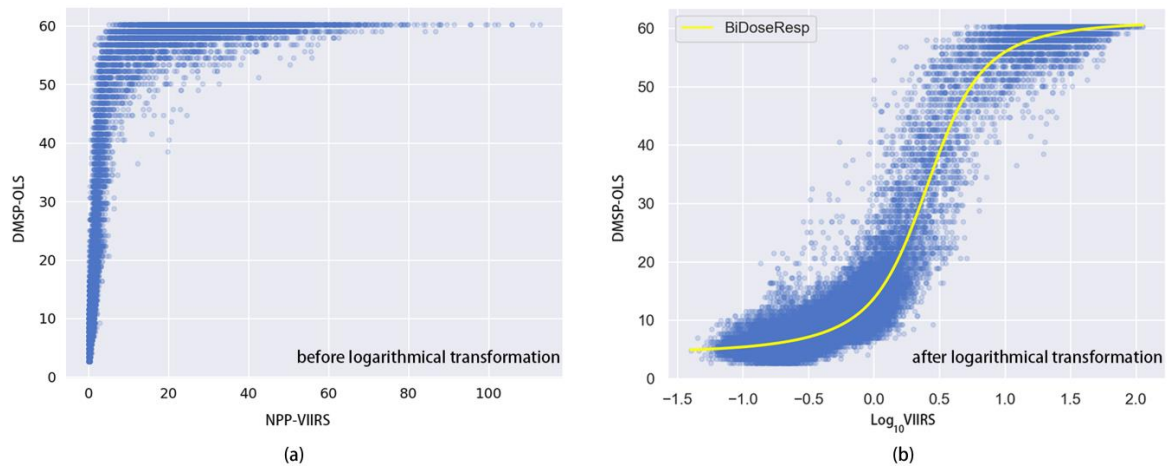 60
50
40
30
20
10
0
DMSP-OLS
before logarithmical transformation
0 20 40 60 80 100
NPP-VIIRS
(a)
BiDoseResp
60
50
40
30
20
10
0
DMSP-OLS
after logarithmical transformation
−1.5 −1.0 −0.5 0.0 0.5 1.0 1.5 2.0
Log₁₀VIIRS
(b)